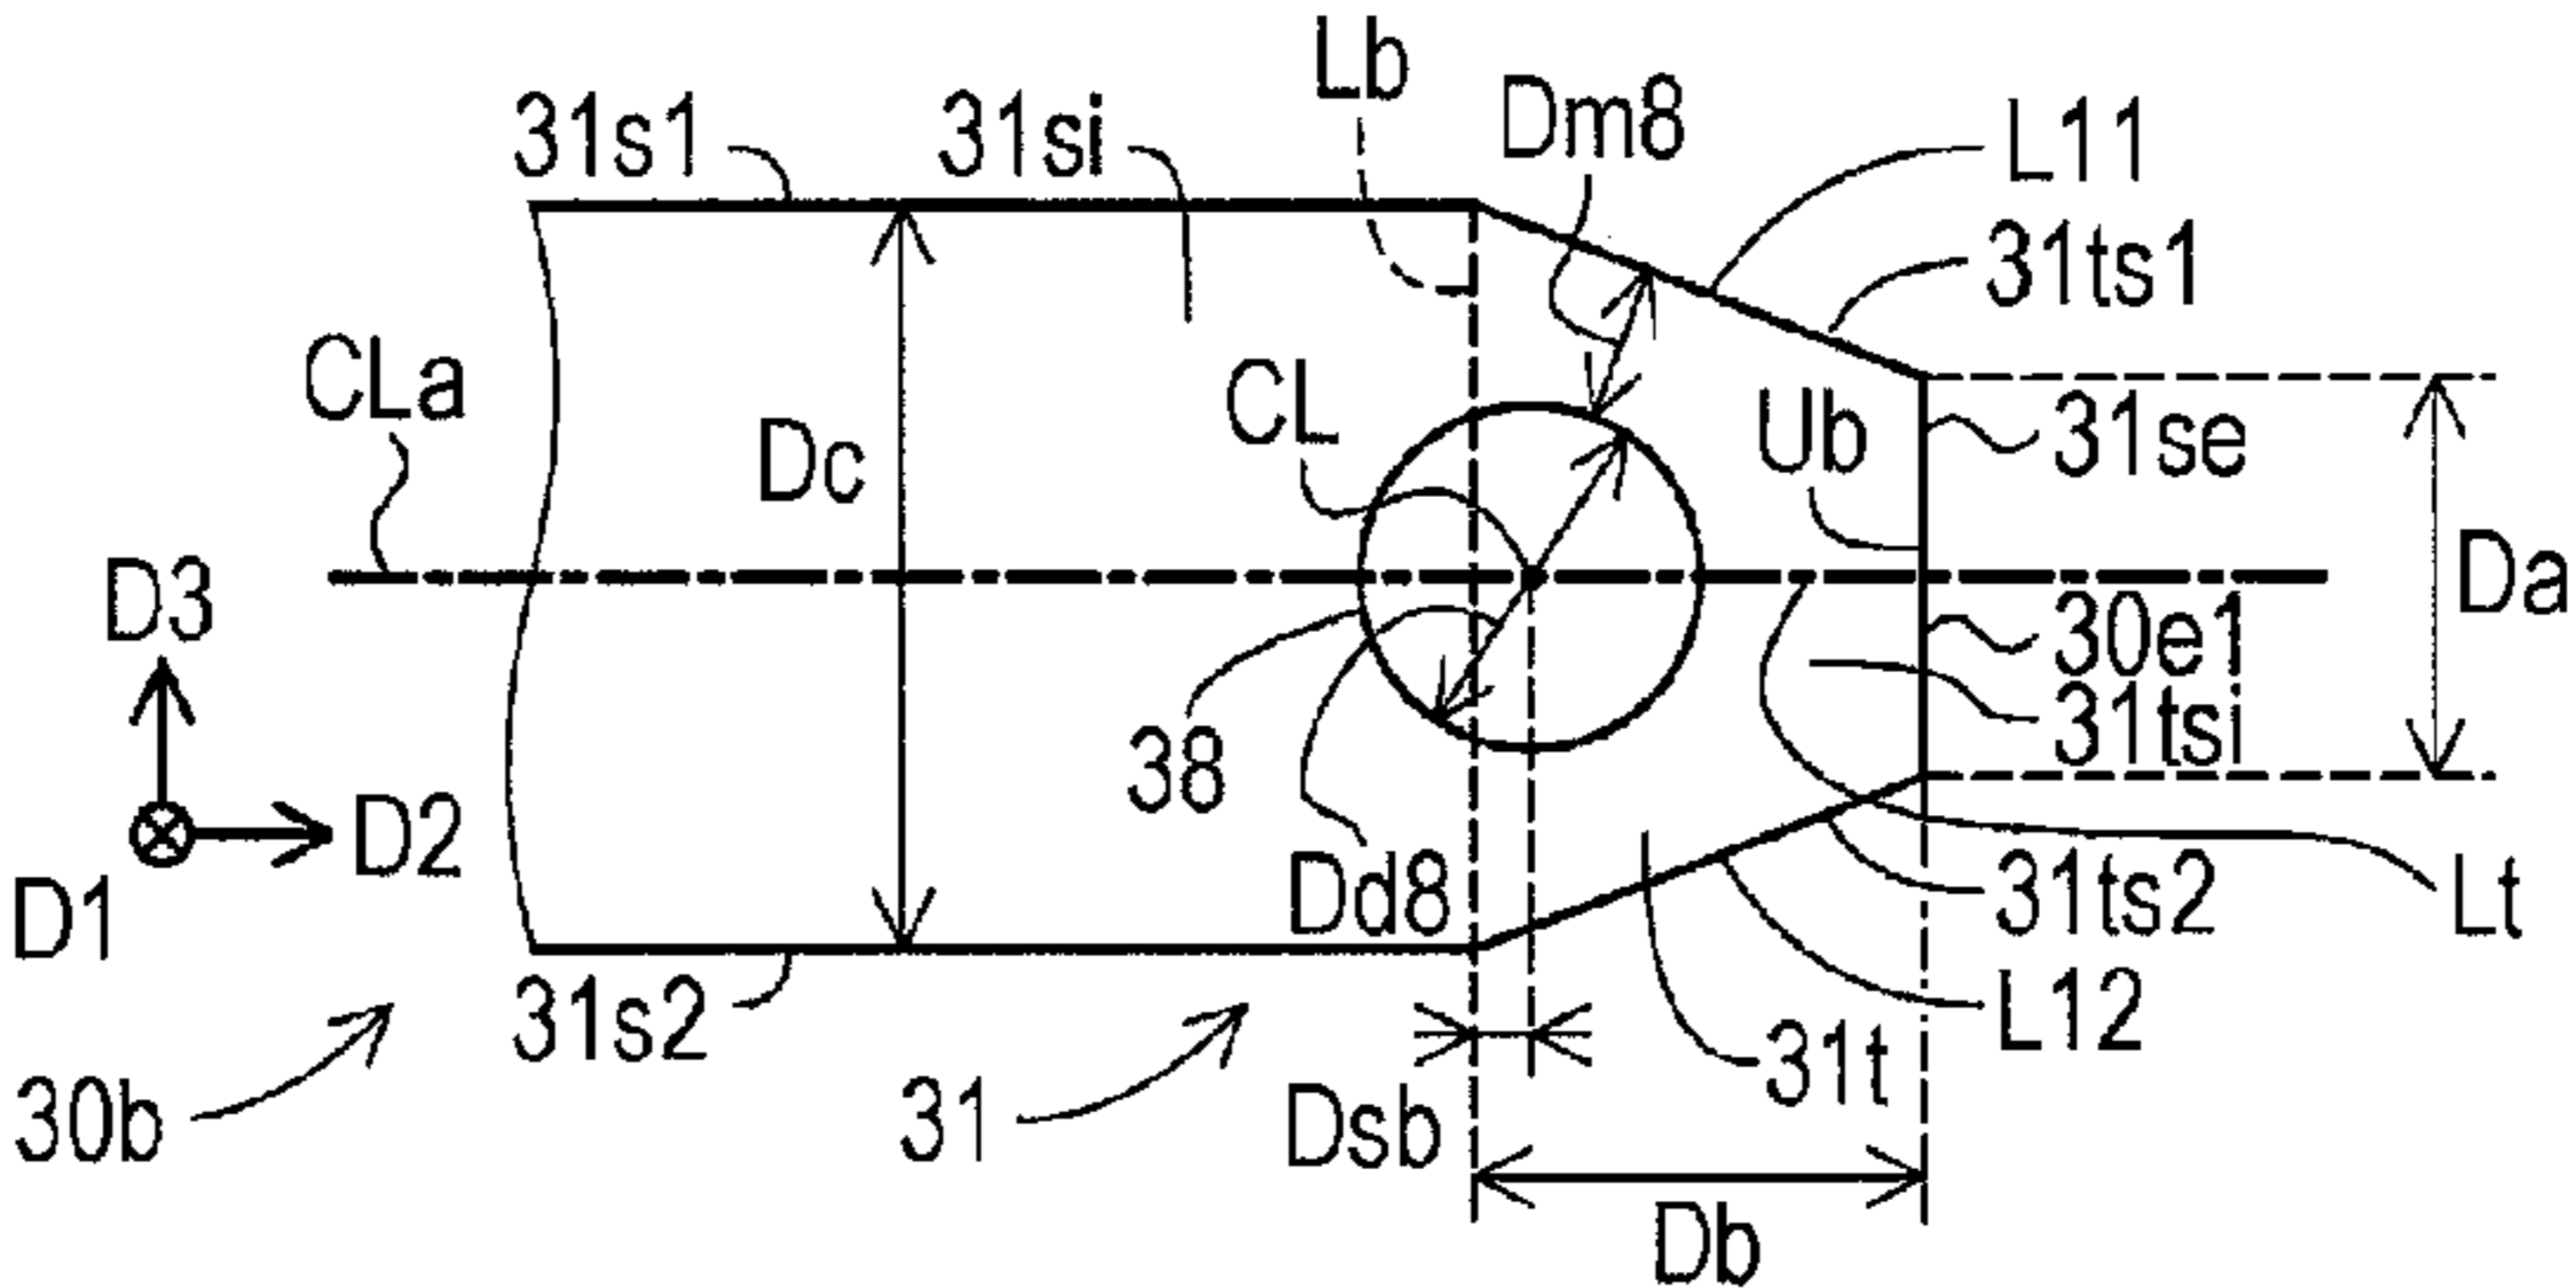 Lb
Dm8
L11
31s1
31si
31ts1
CLa
CL
Ub
31se
Dc
D3
Da
30e1
31tsi
38
D2
D1
Dd8
31ts2
Lt
31s2
L12
31t
30b
31
Dsb
Db